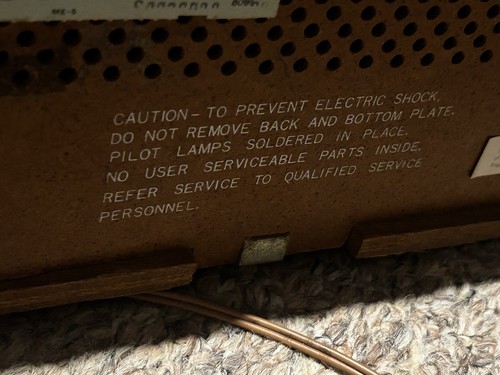 CAUTION – TO PREVENT ELECTRIC SHOCK,
DO NOT REMOVE BACK AND BOTTOM PLATE.
PILOT LAMPS SOLDERED IN PLACE.
NO USER SERVICEABLE PARTS INSIDE.
REFER SERVICE TO QUALIFIED SERVICE
PERSONNEL.